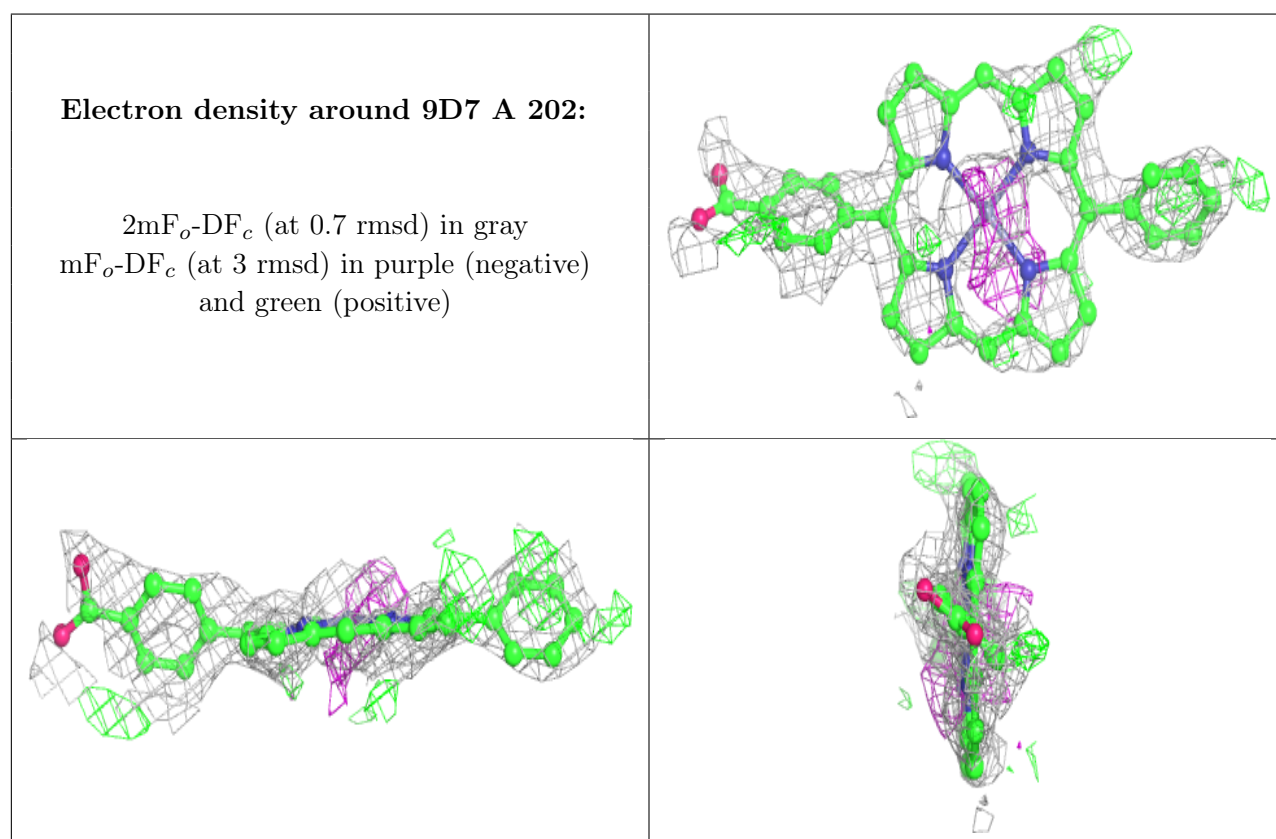 Electron density around 9D7 A 202:
2mFo-DFc (at 0.7 rmsd) in gray
mFo-DFc (at 3 rmsd) in purple (negative)
and green (positive)